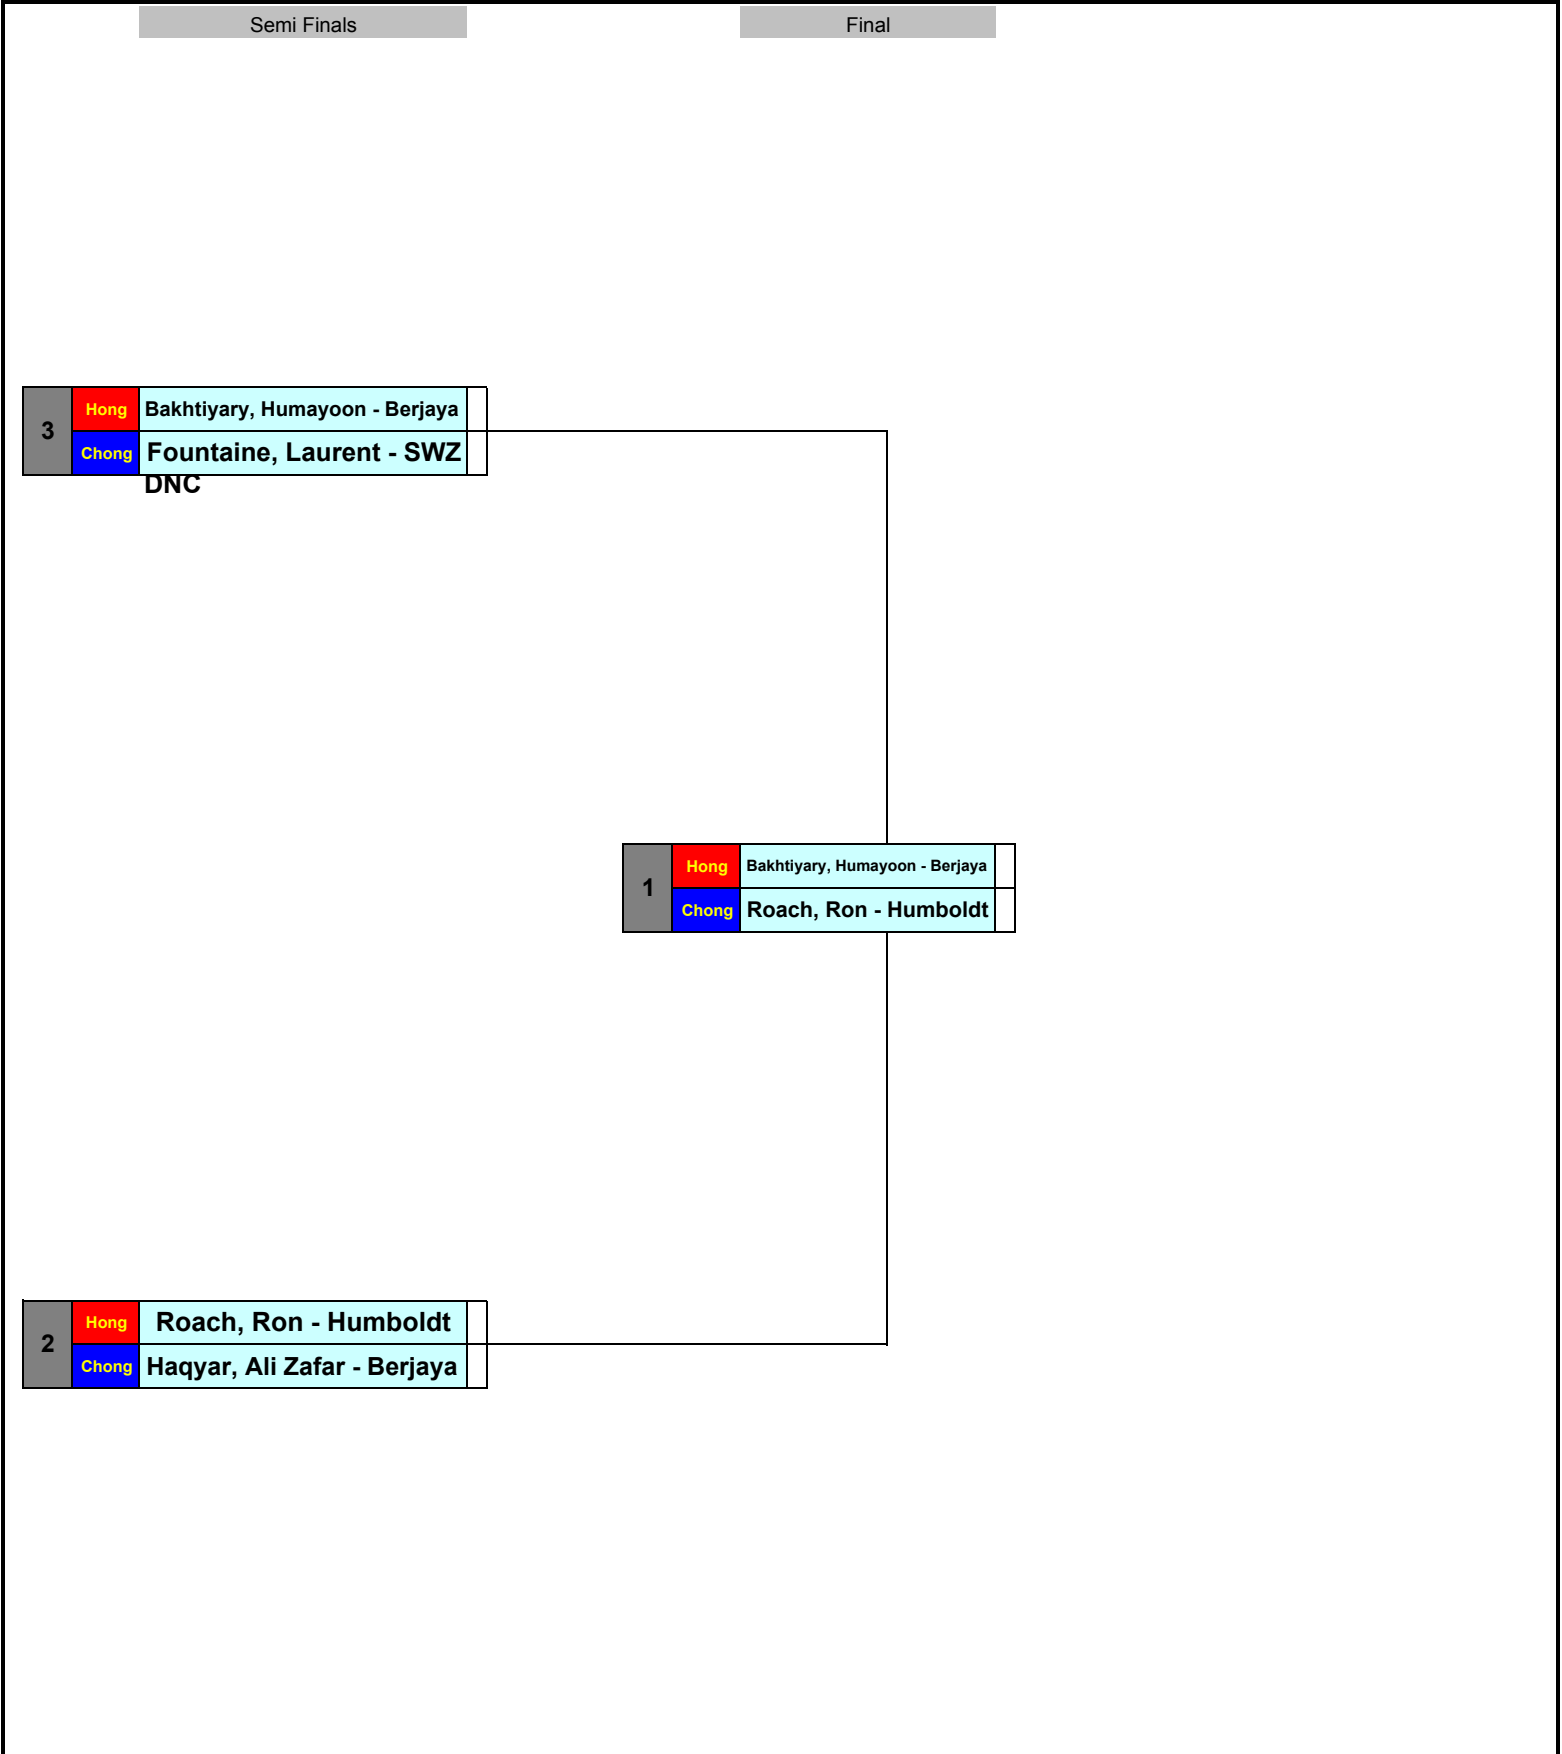 Semi Finals Final
3
Hong Bakhtiyary, Humayoon - Berjaya
Chong Fountaine, Laurent - SWZ
DNC
1
Hong Bakhtiyary, Humayoon - Berjaya
Chong Roach, Ron - Humboldt
2
Hong Roach, Ron - Humboldt
Chong Haqyar, Ali Zafar - Berjaya